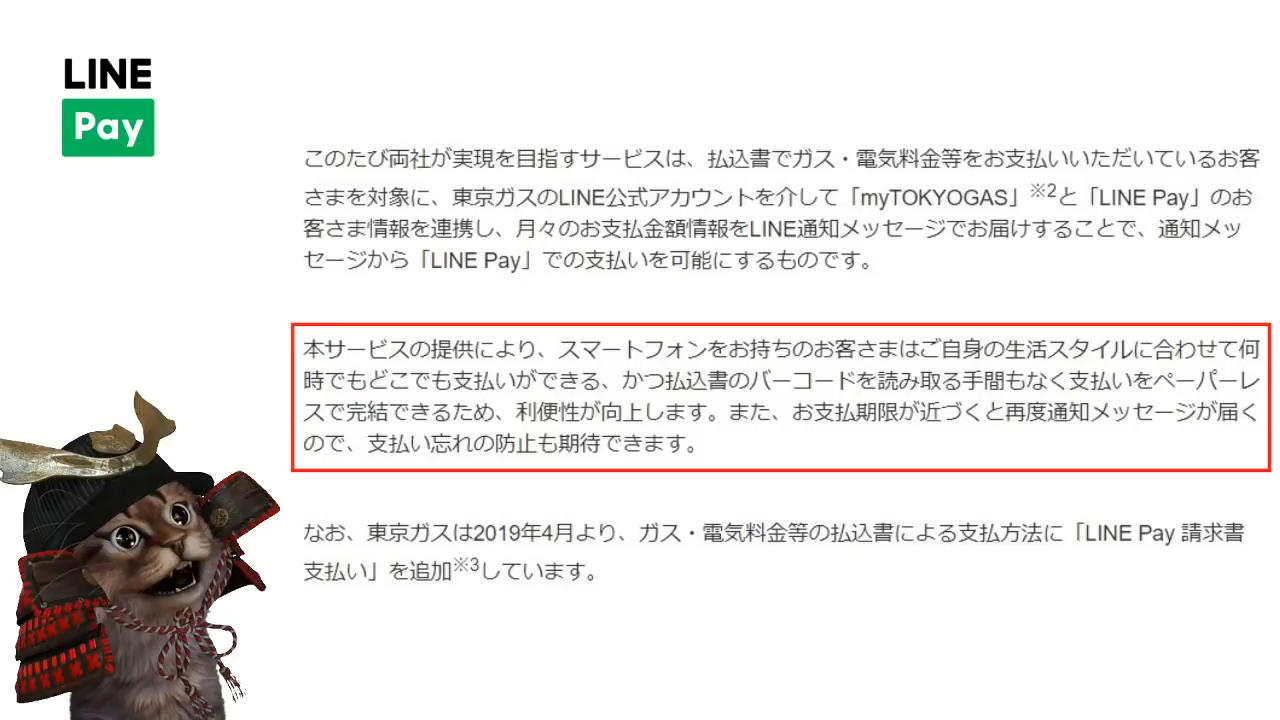 LINE
Pay
このたび両社が実現を目指すサービスは、払込書でガス・電気料金等をお支払いいただいているお客
さまを対象に、東京ガスのLINE公式アカウントを介して「myTOKYOGAS」※2と「LINE Pay」のお
客さま情報を連携し、月々のお支払金額情報をLINE通知メッセージでお届けすることで、通知メッ
セージから「LINE Pay」での支払いを可能にするものです。
本サービスの提供により、スマートフォンをお持ちのお客さまはご自身の生活スタイルに合わせて何
時でもどこでも支払いができる、かつ払込書のバーコードを読み取る手間もなく支払いをペーパーレ
スで完結できるため、利便性が向上します。また、お支払期限が近づくと再度通知メッセージが届く
ので、支払い忘れの防止も期待できます。
なお、東京ガスは2019年4月より、ガス・電気料金等の払込書による支払方法に「LINE Pay 請求書
支払い」を追加※3しています。